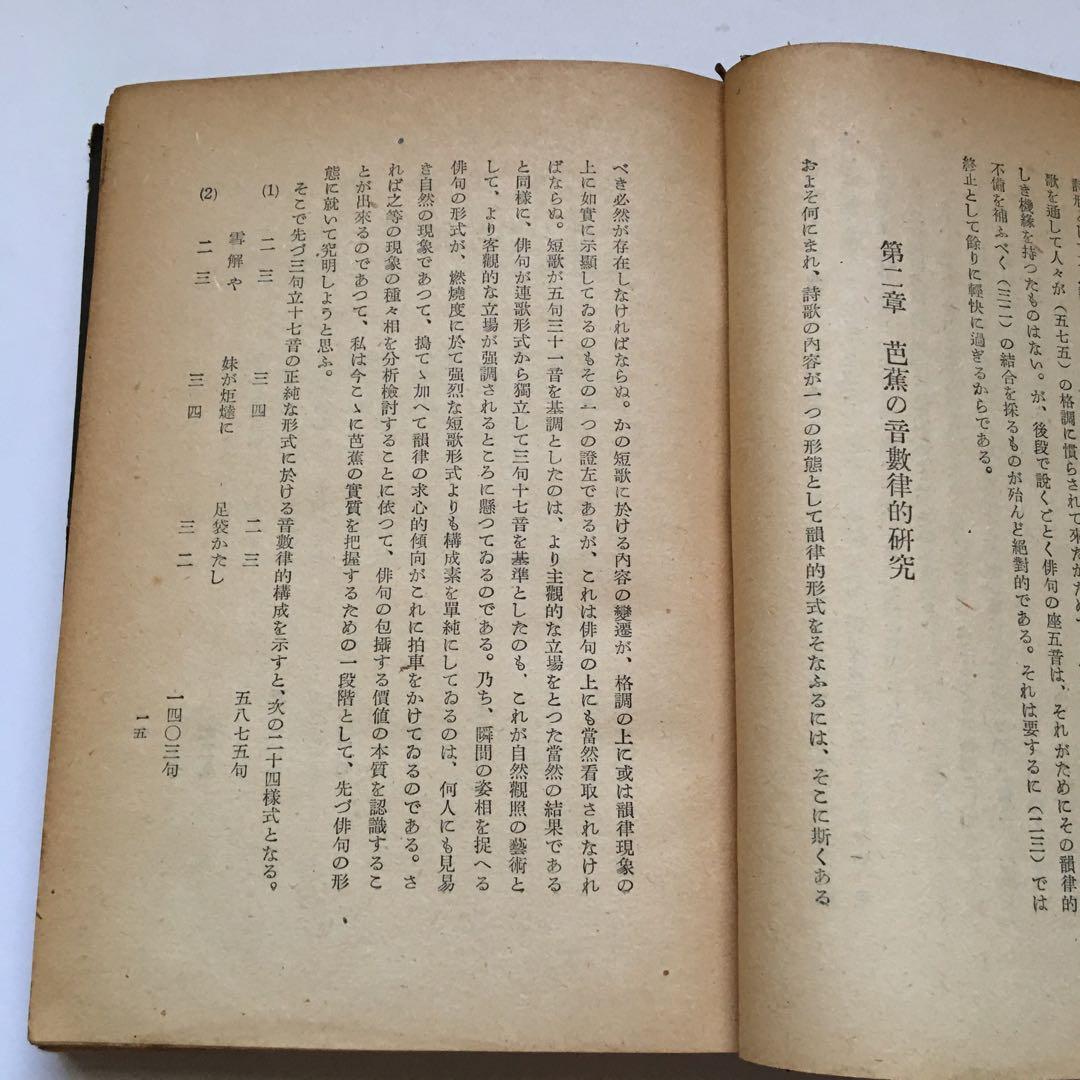 歌を通して人々が(五七五)の格調に慣らされて來たがため
しき機緣を持つたものはない。が、後段で說くごとく俳句の座五音は、それがためにその韻律的
不備を補ふべく(三二)の結合を採るものが殆んど絕對的である。それは要するに(二三)では
終止として餘りに輕快に過ぎるからである。
第二章 芭蕉の音數律的硏究
およそ何にまれ、詩歌の內容が一つの形態として韻律的形式をそなふるには、そこに斯くある
べき必然が存在しなければならぬ。かの短歌に於ける內容の變遷が、格調の上に或は韻律現象の
上に如實に示顯してゐるのもその一つの證左であるが、これは俳句の上にも當然看取されなけれ
ばならぬ。短歌が五句三十一音を基調としたのは、より主觀的な立場をとつた當然の結果である
と同樣に、俳句が連歌形式から獨立して三句十七音を基準としたのも、これが自然觀照の藝術と
して、より客觀的な立場が强調されるところに懸つてゐるのである。乃ち、瞬間の姿相を捉へる
俳句の形式が、燃燒度に於て强烈な短歌形式よりも構成素を單純にしてゐるのは、何人にも見易
き自然の現象であつて、搗てゝ加へて韻律の求心的傾向がこれに拍車をかけてゐるのである。さ
れば之等の現象の種々相を分析檢討することに依つて、俳句の包攝する價値の本質を認識するこ
とが出來るのであつて、私は今こゝに芭蕉の實質を把握するための一段階として、先づ俳句の形
態に就いて究明しようと思ふ。
そこで先づ三句立十七音の正純な形式に於ける音數律的構成を示すと、次の二十四樣式となる。
(1) 二三 三四 二三 五八七五句
雪解や 妹が炬燵に 足袋かたし
(2) 二三 三四 三二 一四〇三句
一五